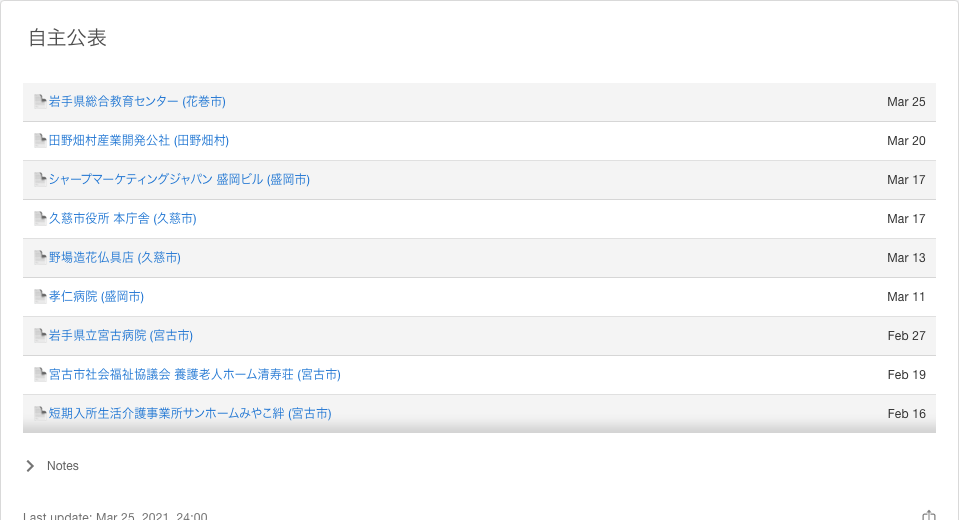 自主公表
岩手県総合教育センター (花巻市) Mar 25
田野畑村産業開発公社 (田野畑村) Mar 20
シャープマーケティングジャパン 盛岡ビル (盛岡市) Mar 17
久慈市役所 本庁舎 (久慈市) Mar 17
野場造花仏具店 (久慈市) Mar 13
孝仁病院 (盛岡市) Mar 11
岩手県立宮古病院 (宮古市) Feb 27
宮古市社会福祉協議会 養護老人ホーム清寿荘 (宮古市) Feb 19
短期入所生活介護事業所サンホームみやこ絆 (宮古市) Feb 16
Notes
Last update: Mar 25, 2021, 24:00